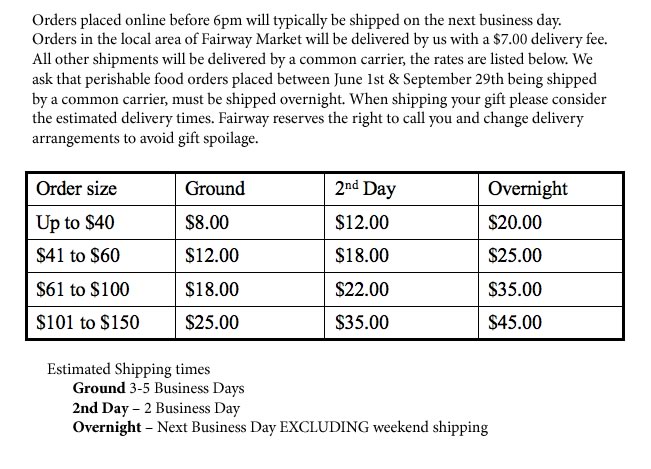 Orders placed online before 6pm will typically be shipped on the next business day.
Orders in the local area of Fairway Market will be delivered by us with a $7.00 delivery fee.
All other shipments will be delivered by a common carrier, the rates are listed below. We
ask that perishable food orders placed between June 1st & September 29th being shipped
by a common carrier, must be shipped overnight. When shipping your gift please consider
the estimated delivery times. Fairway reserves the right to call you and change delivery
arrangements to avoid gift spoilage.
Order size Ground 2nd Day Overnight
Up to $40 $8.00 $12.00 $20.00
$41 to $60 $12.00 $18.00 $25.00
$61 to $100 $18.00 $22.00 $35.00
$101 to $150 $25.00 $35.00 $45.00
Estimated Shipping times
Ground 3-5 Business Days
2nd Day – 2 Business Day
Overnight – Next Business Day EXCLUDING weekend shipping